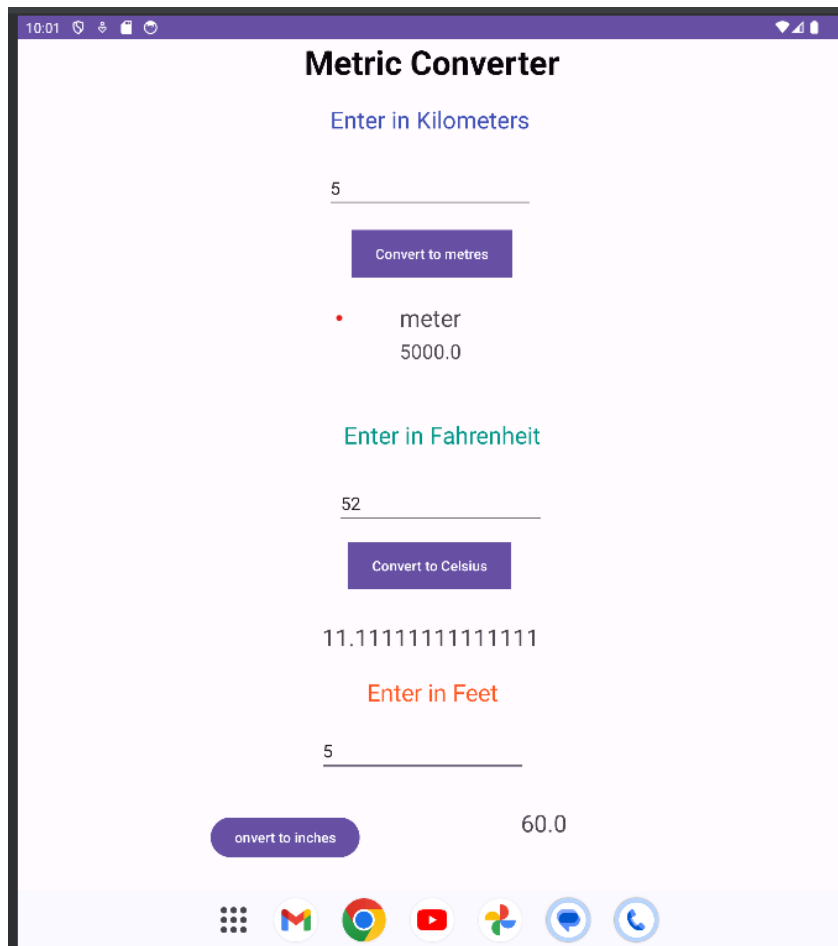 10:01
Metric Converter
Enter in Kilometers
5
Convert to metres
meter
5000.0
Enter in Fahrenheit
52
Convert to Celsius
11.11111111111111
Enter in Feet
5
60.0
onvert to inches